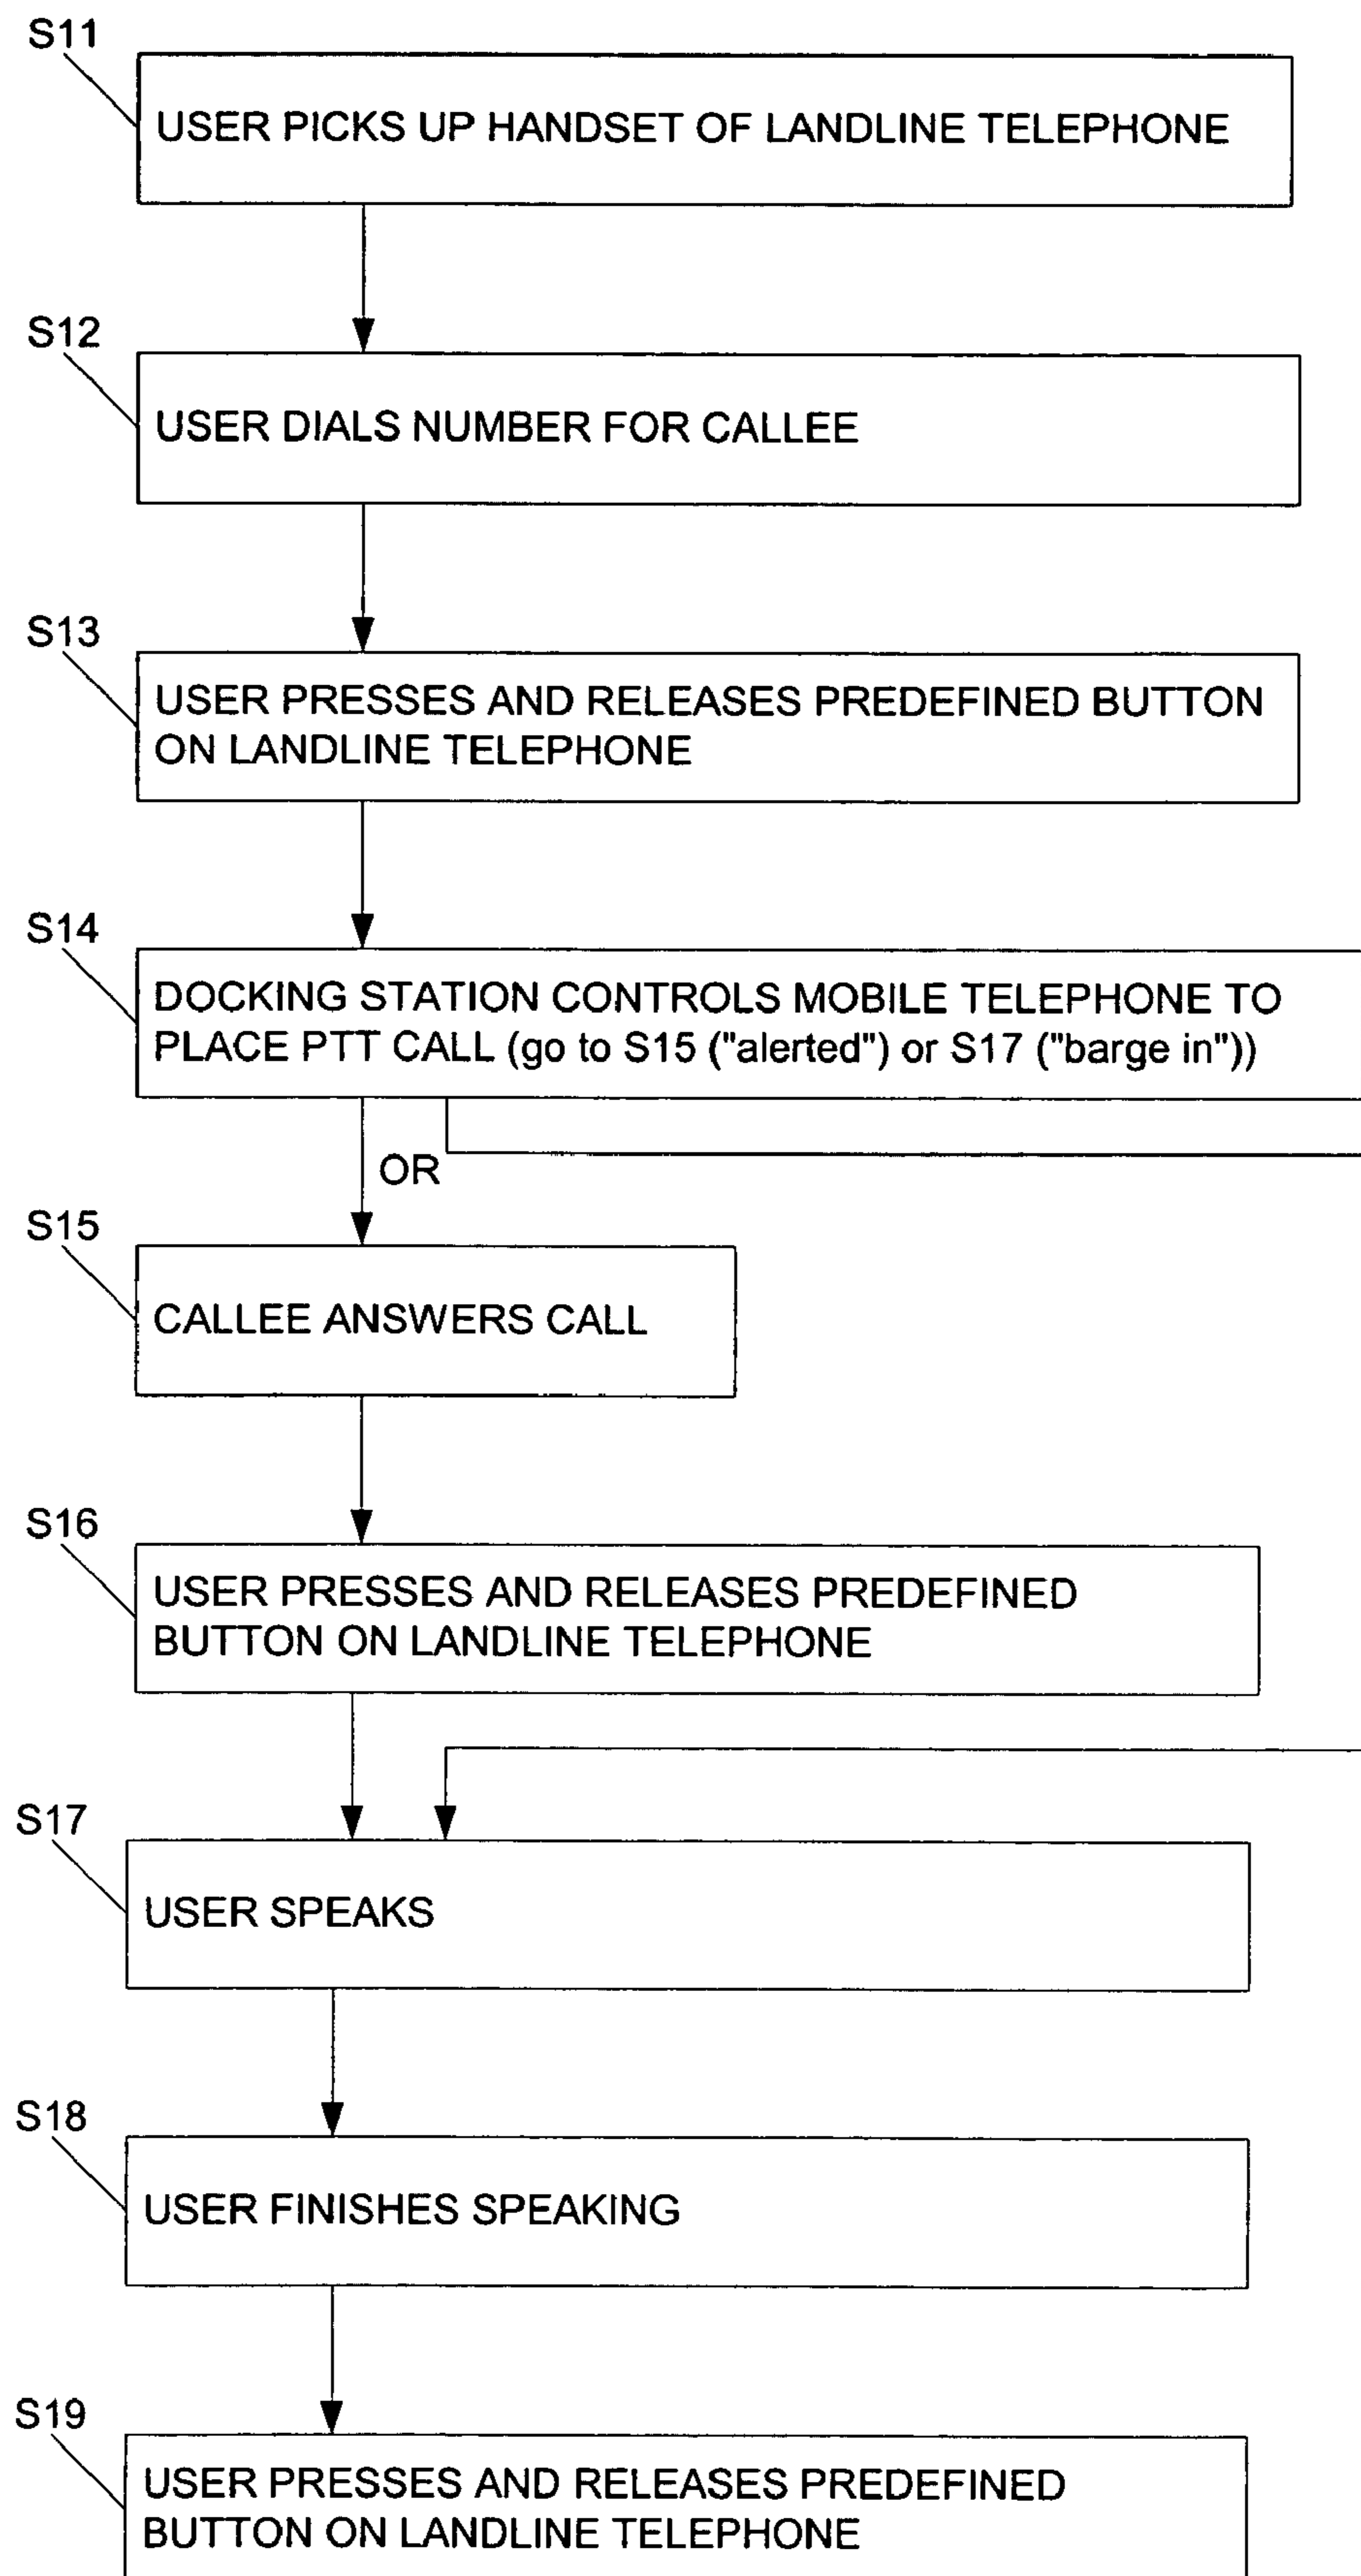 S11
USER PICKS UP HANDSET OF LANDLINE TELEPHONE
S12
USER DIALS NUMBER FOR CALLEE
S13
USER PRESSES AND RELEASES PREDEFINED BUTTON
ON LANDLINE TELEPHONE
S14
DOCKING STATION CONTROLS MOBILE TELEPHONE TO
PLACE PTT CALL (go to S15 ("alerted") or S17 ("barge in"))
OR
S15
CALLEE ANSWERS CALL
S16
USER PRESSES AND RELEASES PREDEFINED
BUTTON ON LANDLINE TELEPHONE
S17
USER SPEAKS
S18
USER FINISHES SPEAKING
S19
USER PRESSES AND RELEASES PREDEFINED
BUTTON ON LANDLINE TELEPHONE